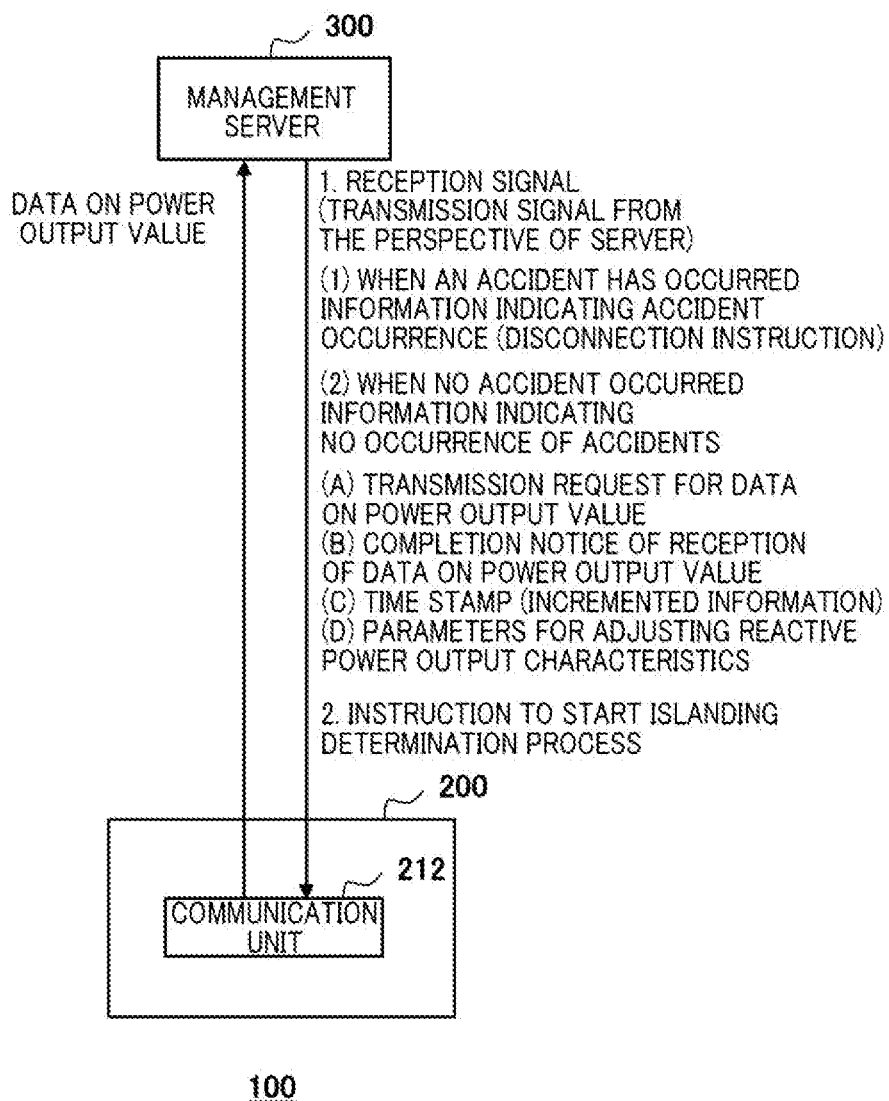 300
MANAGEMENT
SERVER
DATA ON POWER
OUTPUT VALUE
1. RECEPTION SIGNAL
(TRANSMISSION SIGNAL FROM
THE PERSPECTIVE OF SERVER)
(1) WHEN AN ACCIDENT HAS OCCURRED
INFORMATION INDICATING ACCIDENT
OCCURRENCE (DISCONNECTION INSTRUCTION)
(2) WHEN NO ACCIDENT OCCURRED
INFORMATION INDICATING
NO OCCURRENCE OF ACCIDENTS
(A) TRANSMISSION REQUEST FOR DATA
ON POWER OUTPUT VALUE
(B) COMPLETION NOTICE OF RECEPTION
OF DATA ON POWER OUTPUT VALUE
(C) TIME STAMP (INCREMENTED INFORMATION)
(D) PARAMETERS FOR ADJUSTING REACTIVE
POWER OUTPUT CHARACTERISTICS
2. INSTRUCTION TO START ISLANDING
DETERMINATION PROCESS
200
212
COMMUNICATION
UNIT
100